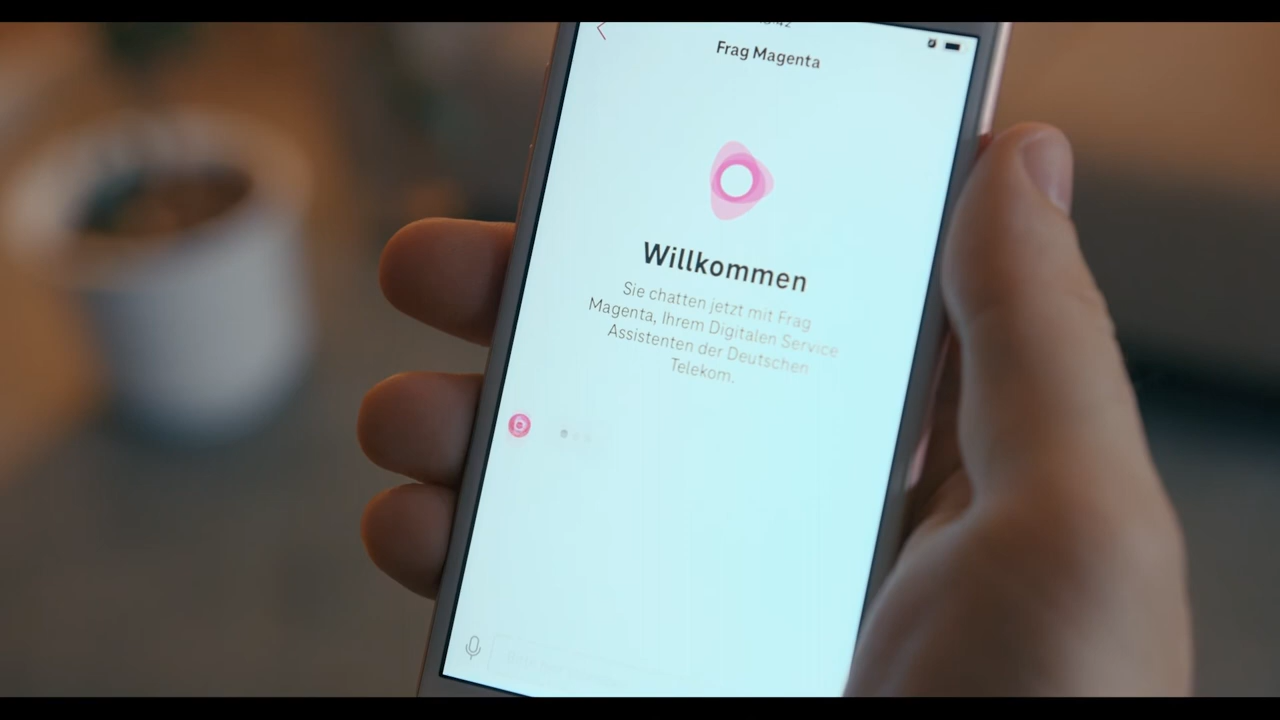 Frag Magenta
Willkommen
Sie chatten jetzt mit Frag
Magenta, Ihrem Digitalen Service
Assistenten der Deutschen
Telekom.